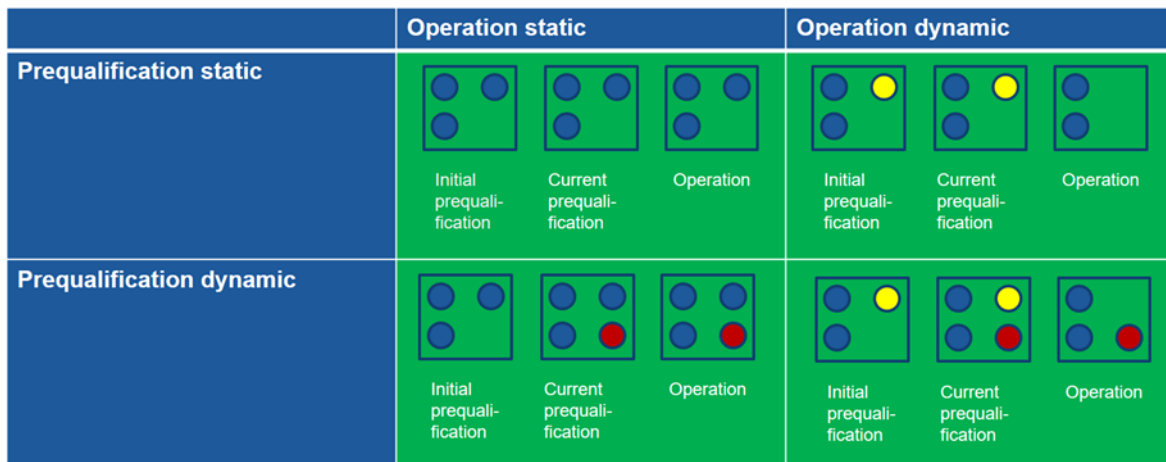 Operation static
Operation dynamic
Prequalification static
Initial
prequali-
fication
Current
prequali-
fication
Operation
Initial
prequali-
fication
Current
prequali-
fication
Operation
Prequalification dynamic
Initial
prequali-
fication
Current
prequali-
fication
Operation
Initial
prequali-
fication
Current
prequali-
fication
Operation